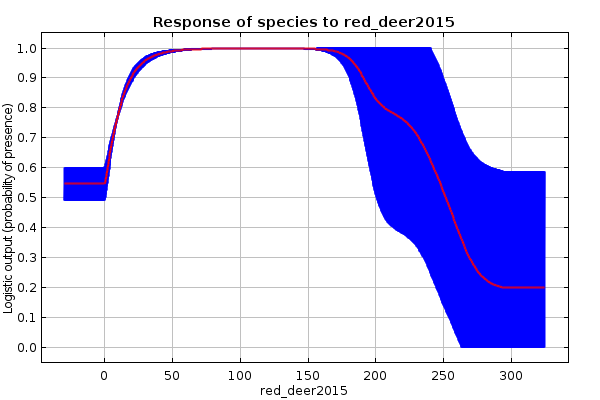 Response of species to red_deer2015
Logistic output (probability of presence)
1.0
0.9
0.8
0.7
0.6
0.5
0.4
0.3
0.2
0.1
0.0
0 50 100 150 200 250 300
red_deer2015